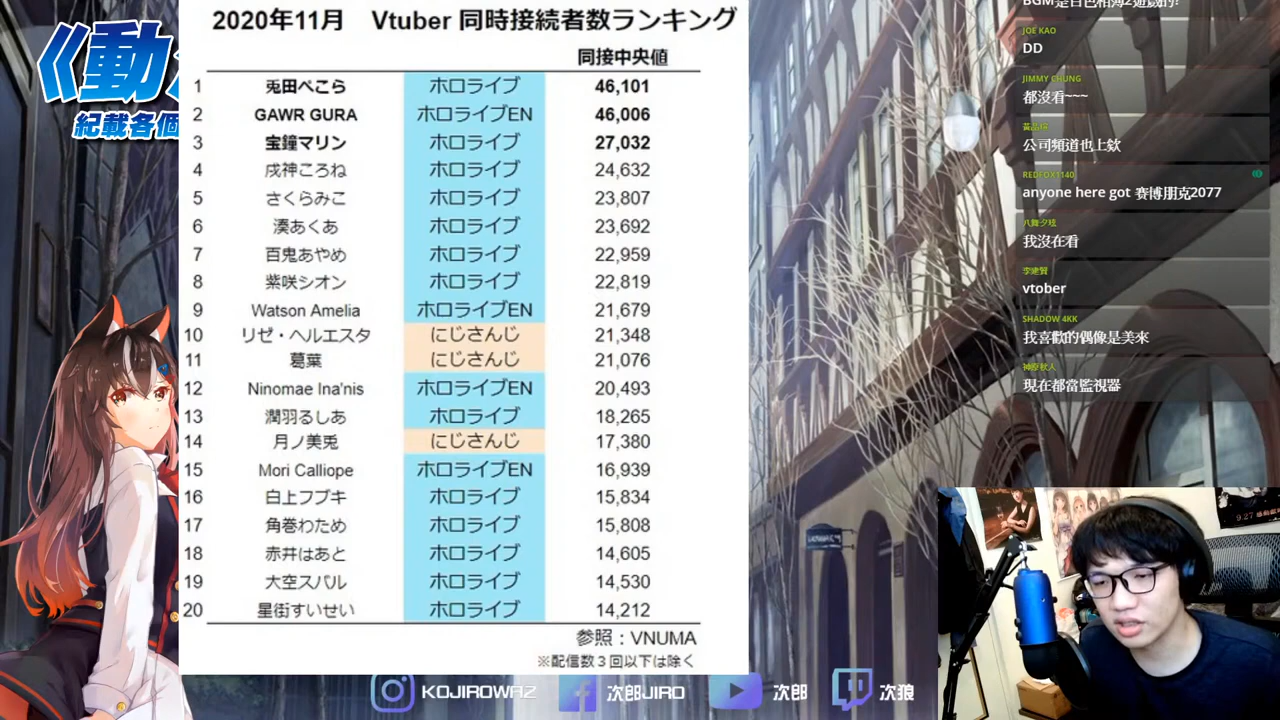 《動
紀載各個
2020年11月 Vtuber 同時接続者数ランキング
同接中央値
1 兎田ぺこら ホロライブ 46,101
2 GAWR GURA ホロライブEN 46,006
3 宝鐘マリン ホロライブ 27,032
4 戌神ころね ホロライブ 24,632
5 さくらみこ ホロライブ 23,807
6 湊あくあ ホロライブ 23,692
7 百鬼あやめ ホロライブ 22,959
8 紫咲シオン ホロライブ 22,819
9 Watson Amelia ホロライブEN 21,679
10 リゼ・ヘルエスタ にじさんじ 21,348
11 葛葉 にじさんじ 21,076
12 Ninomae Ina'nis ホロライブEN 20,493
13 潤羽るしあ ホロライブ 18,265
14 月ノ美兎 にじさんじ 17,380
15 Mori Calliope ホロライブEN 16,939
16 白上フブキ ホロライブ 15,834
17 角巻わため ホロライブ 15,808
18 赤井はあと ホロライブ 14,605
19 大空スバル ホロライブ 14,530
20 星街すいせい ホロライブ 14,212
参照：VNUMA
※配信数３回以下は除く
JOE KAO
DD
JIMMY CHUNG
都沒看~~~
公司頻道也上欸
REDFOX1140
anyone here got 賽博朋克2077
我沒在看
李建賢
vtober
SHADOW 4KK
我喜歡的偶像是美來
現在都當監視器
9.27
KOJIROWAZ
次郎JIRO
次郎
次狼